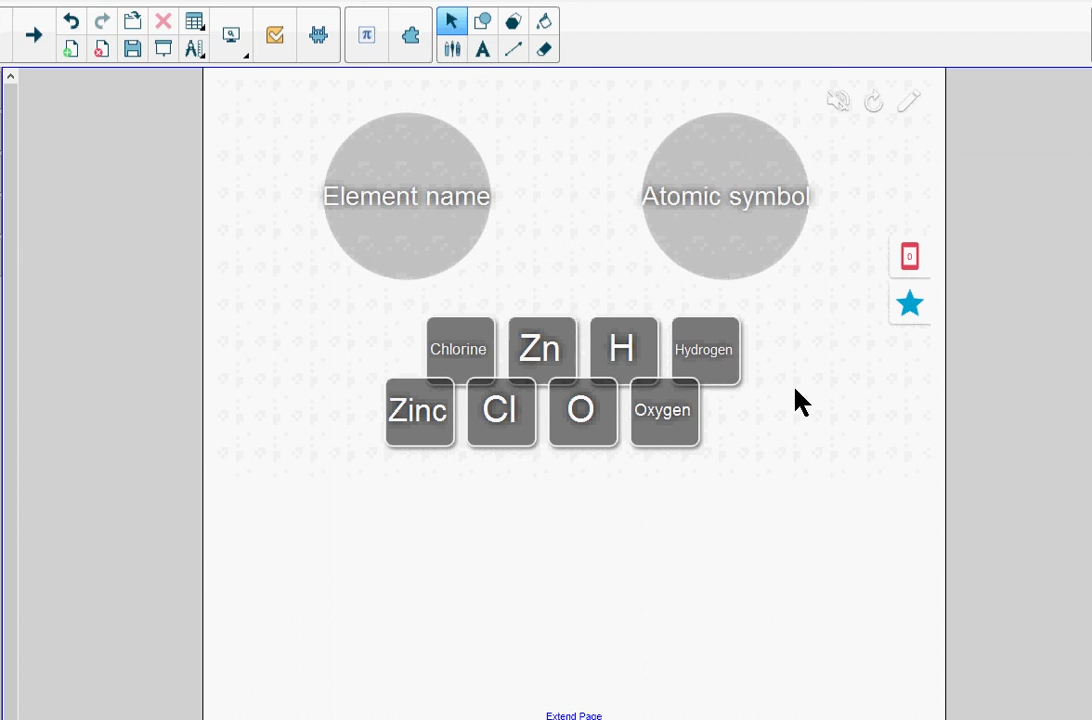 π
A
Element name
Atomic symbol
0
Chlorine
Zn
H
Hydrogen
Zinc
Cl
O
Oxygen
Extend Page